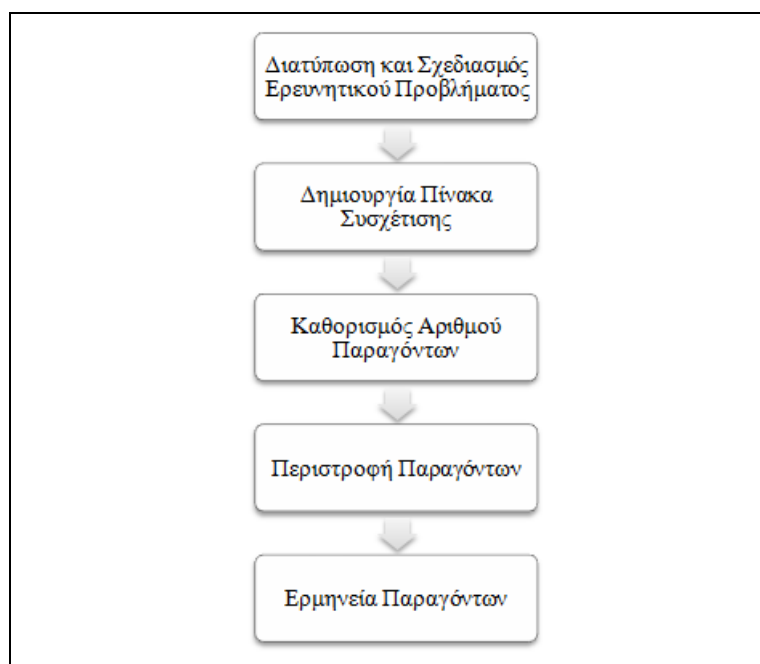 Διατύπωση και Σχεδιασμός
Ερευνητικού Προβλήματος
Δημιουργία Πίνακα
Συσχέτισης
Καθορισμός Αριθμού
Παραγόντων
Περιστροφή Παραγόντων
Ερμηνεία Παραγόντων